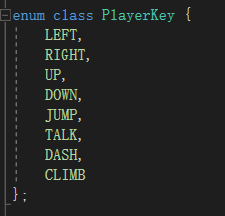 enum class PlayerKey {
    LEFT,
    RIGHT,
    UP,
    DOWN,
    JUMP,
    TALK,
    DASH,
    CLIMB
};